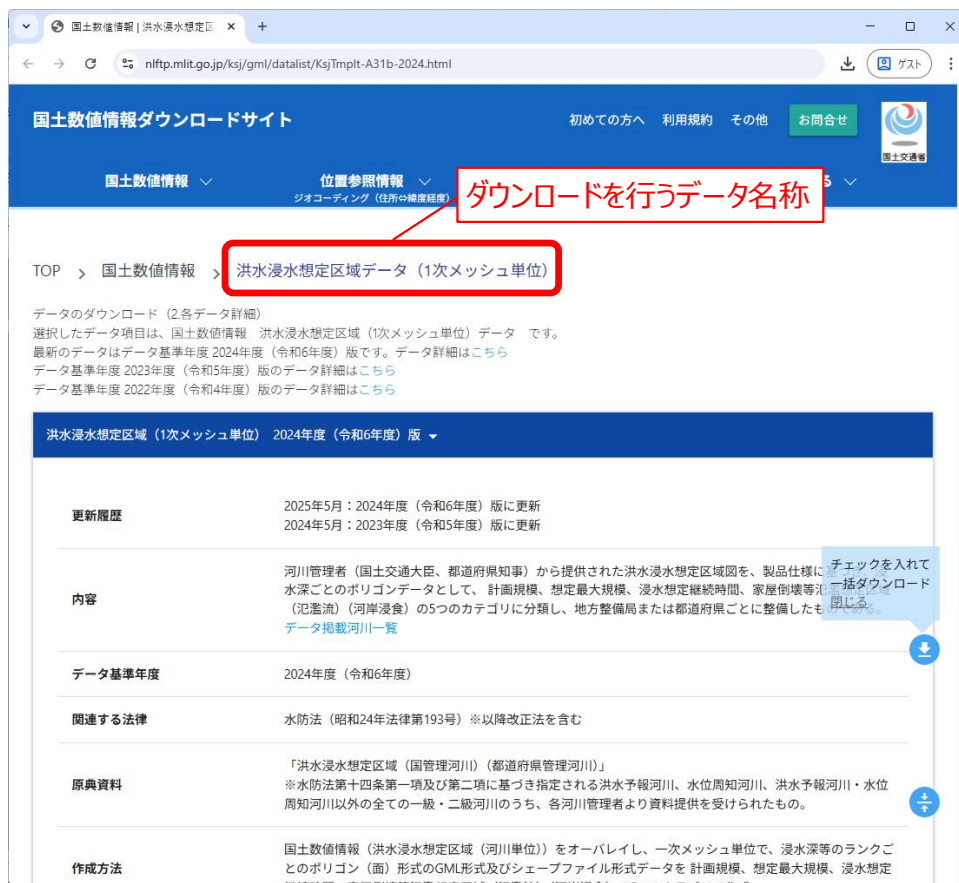 国土数値情報 | 洪水浸水想定区
nlftp.mlit.go.jp/ksj/gml/datalist/KsjTmplt-A31b-2024.html
ゲスト
国土数値情報ダウンロードサイト
初めての方へ 利用規約 その他 お問合せ
国土交通省
国土数値情報
位置参照情報
ジオコーディング（住所⇔緯度経度）
ダウンロードを行うデータ名称
る
TOP > 国土数値情報 > 洪水浸水想定区域データ（1次メッシュ単位）
データのダウンロード（2.各データ詳細）
選択したデータ項目は、国土数値情報 洪水浸水想定区域（1次メッシュ単位）データ です。
最新のデータはデータ基準年度 2024年度（令和6年度）版です。データ詳細はこちら
データ基準年度 2023年度（令和5年度）版のデータ詳細はこちら
データ基準年度 2022年度（令和4年度）版のデータ詳細はこちら
洪水浸水想定区域（1次メッシュ単位） 2024年度（令和6年度）版
更新履歴
2025年5月：2024年度（令和6年度）版に更新
2024年5月：2023年度（令和5年度）版に更新
内容
河川管理者（国土交通大臣、都道府県知事）から提供された洪水浸水想定区域図を、製品仕様に
水深ごとのポリゴンデータとして、 計画規模、想定最大規模、浸水想定継続時間、家屋倒壊等
（氾濫流）（河岸浸食）の5つのカテゴリに分類し、地方整備局または都道府県ごとに整備したも
データ掲載河川一覧
チェックを入れて
一括ダウンロード
閉じる
データ基準年度
2024年度（令和6年度）
関連する法律
水防法（昭和24年法律第193号）※以降改正法を含む
原典資料
「洪水浸水想定区域（国管理河川）（都道府県管理河川）」
※水防法第十四条第一項及び第二項に基づき指定される洪水予報河川、水位周知河川、洪水予報河川・水位
周知河川以外の全ての一級・二級河川のうち、各河川管理者より資料提供を受けられたもの。
作成方法
国土数値情報（洪水浸水想定区域（河川単位））をオーバレイし、一次メッシュ単位で、浸水深等のランクご
とのポリゴン（面）形式のGML形式及びシェープファイル形式データを 計画規模、想定最大規模、浸水想定